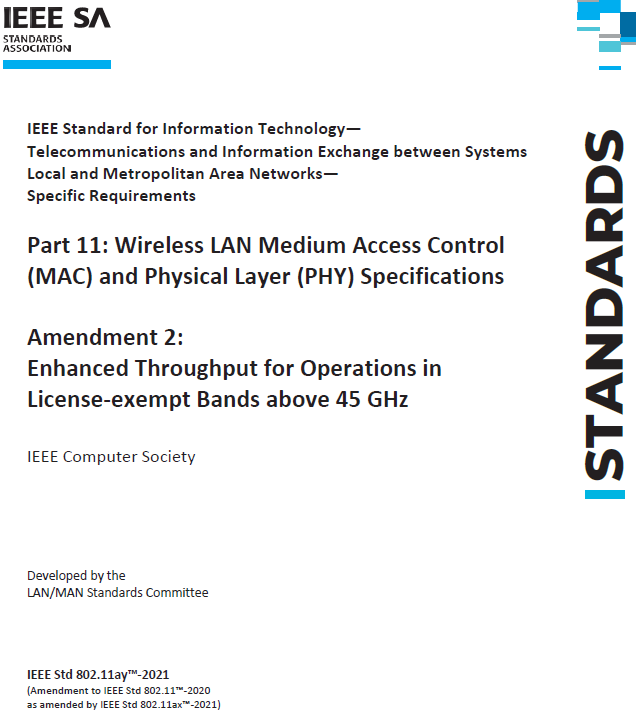 IEEE SA
STANDARDS
ASSOCIATION
IEEE Standard for Information Technology—
Telecommunications and Information Exchange between Systems
Local and Metropolitan Area Networks—
Specific Requirements
Part 11: Wireless LAN Medium Access Control
(MAC) and Physical Layer (PHY) Specifications
Amendment 2:
Enhanced Throughput for Operations in
License-exempt Bands above 45 GHz
IEEE Computer Society
Developed by the
LAN/MAN Standards Committee
IEEE Std 802.11ay™-2021
(Amendment to IEEE Std 802.11™-2020
as amended by IEEE Std 802.11ax™-2021)
STANDARDS